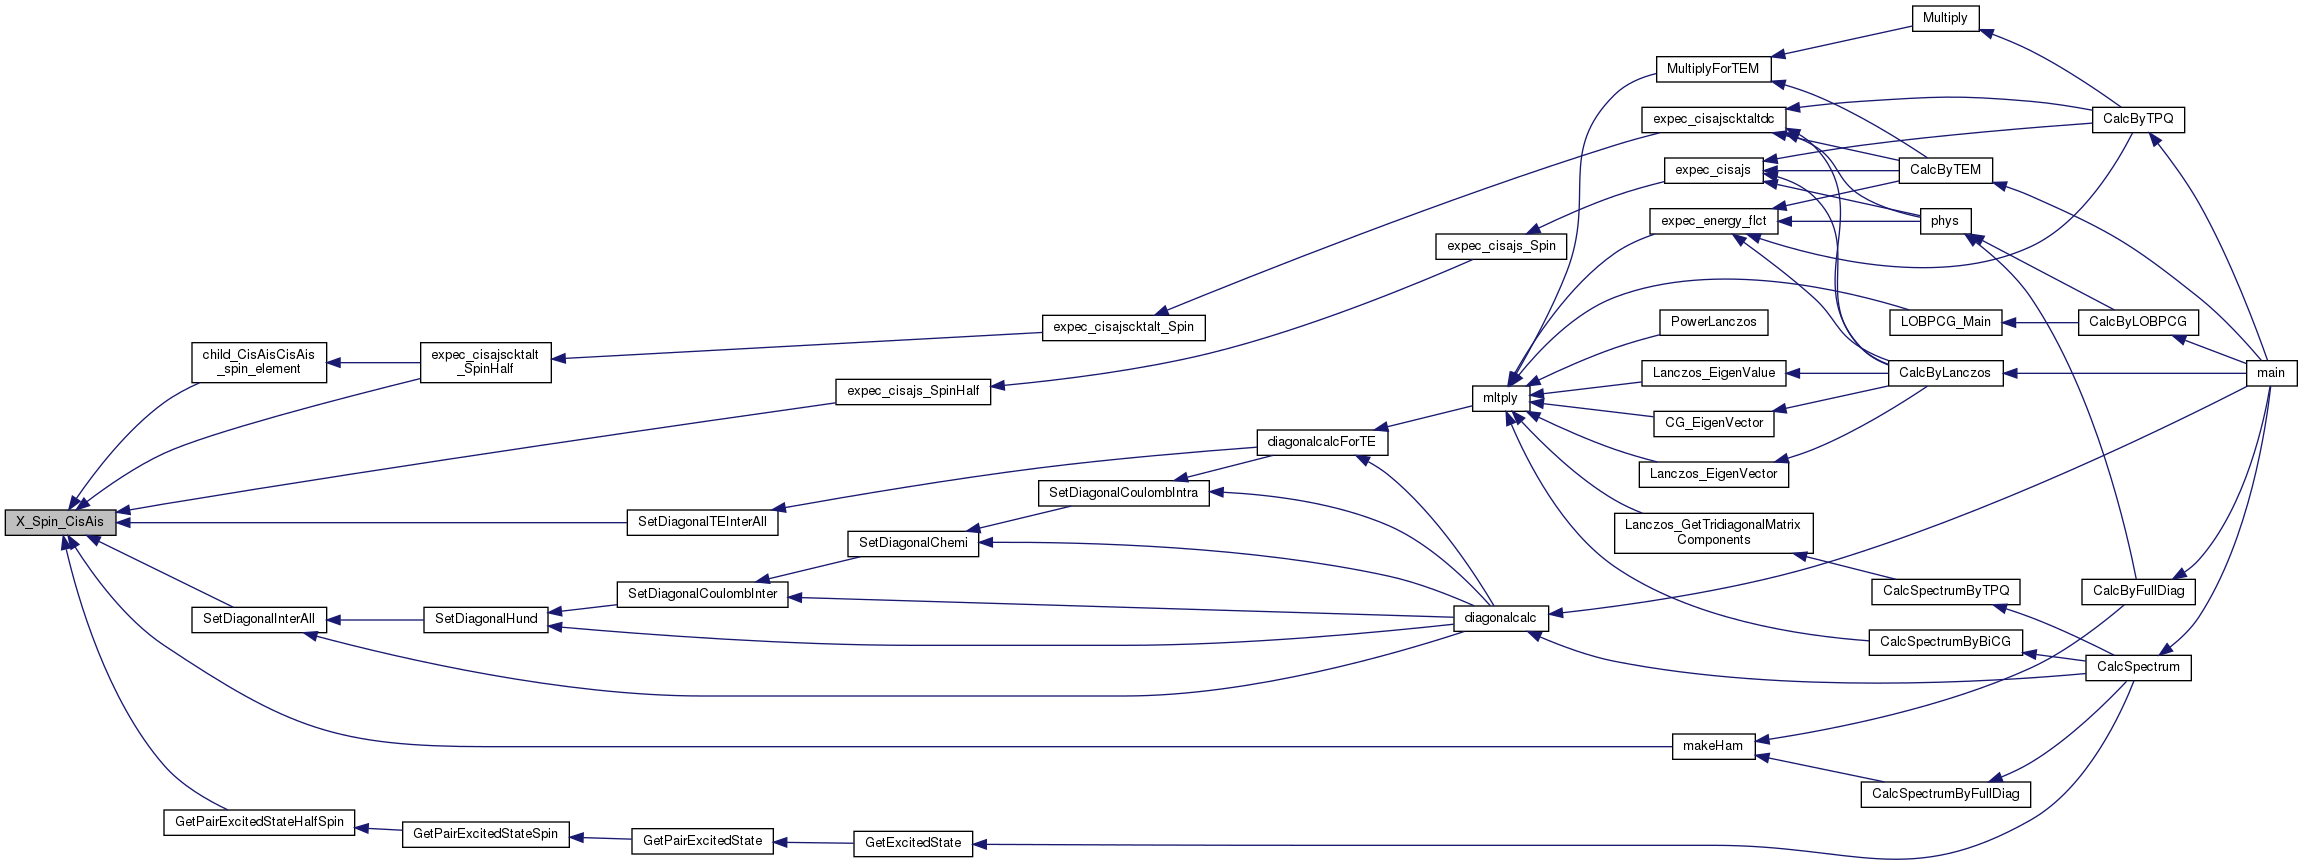 X_Spin_CisAis
child_CisAisCisAis
_spin_element
expec_cisajscktalt
_SpinHalf
expec_cisajscktalt_Spin
expec_cisajscktaltdc
expec_cisajs_SpinHalf
expec_cisajs_Spin
expec_cisajs
SetDiagonalTEInterAll
diagonalcalcForTE
mltply
MultiplyForTEM
Multiply
CalcByTPQ
CalcByTEM
expec_energy_flct
phys
PowerLanczos
LOBPCG_Main
CalcByLOBPCG
Lanczos_EigenValue
CalcByLanczos
main
CG_EigenVector
Lanczos_EigenVector
Lanczos_GetTridiagonalMatrix
Components
CalcSpectrumByTPQ
CalcByFullDiag
CalcSpectrumByBiCG
CalcSpectrum
SetDiagonalInterAll
SetDiagonalHund
SetDiagonalCoulombInter
SetDiagonalChemi
SetDiagonalCoulombIntra
diagonalcalc
makeHam
CalcSpectrumByFullDiag
GetPairExcitedStateHalfSpin
GetPairExcitedStateSpin
GetPairExcitedState
GetExcitedState